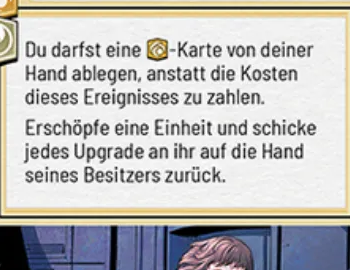 Du darfst eine -Karte von deiner
Hand ablegen, anstatt die Kosten
dieses Ereignisses zu zahlen.
Erschöpfe eine Einheit und schicke
jedes Upgrade an ihr auf die Hand
seines Besitzers zurück.